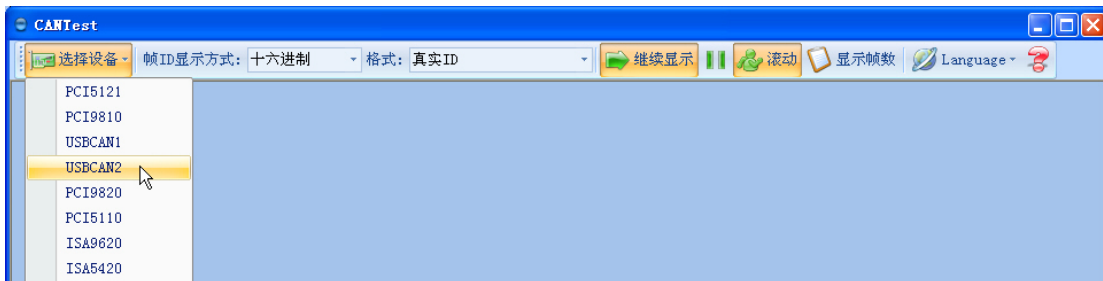 CANTest
选择设备 帧ID显示方式: 十六进制 格式: 真实ID 继续显示 滚动 显示帧数 Language
PCI5121
PCI9810
USBCAN1
USBCAN2
PCI9820
PCI5110
ISA9620
ISA5420